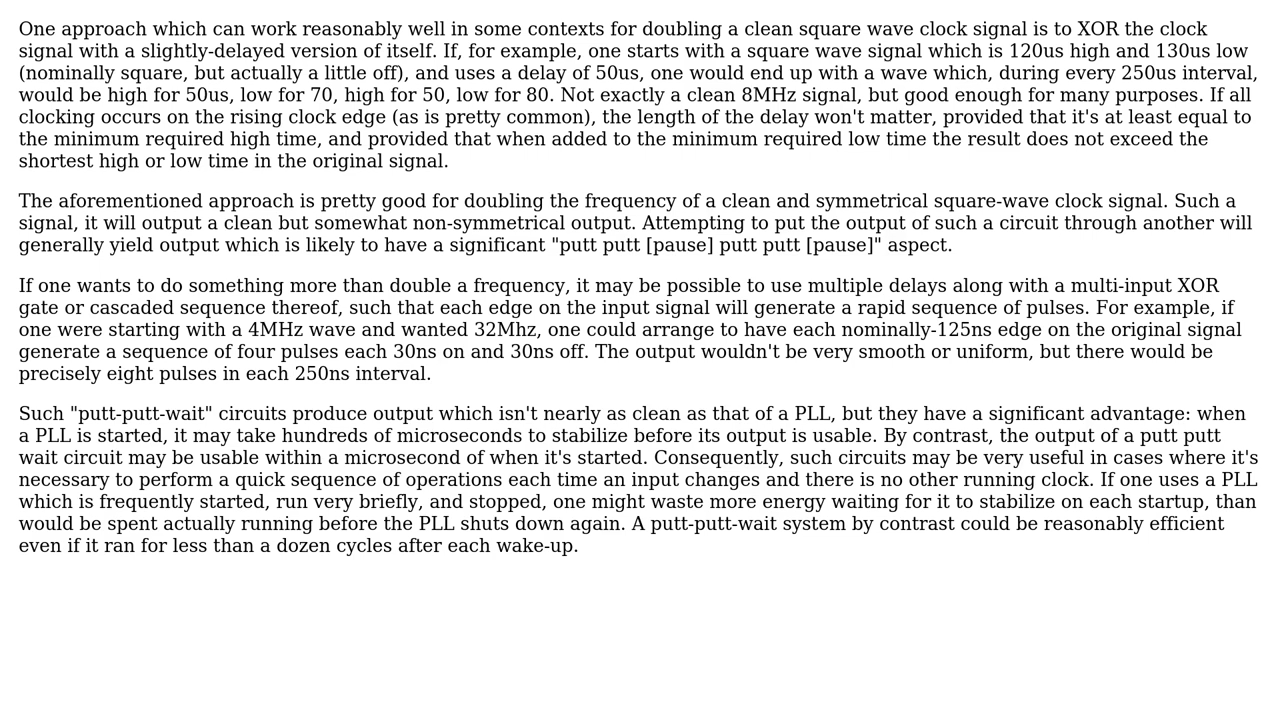 One approach which can work reasonably well in some contexts for doubling a clean square wave clock signal is to XOR the clock
signal with a slightly-delayed version of itself. If, for example, one starts with a square wave signal which is 120us high and 130us low
(nominally square, but actually a little off), and uses a delay of 50us, one would end up with a wave which, during every 250us interval,
would be high for 50us, low for 70, high for 50, low for 80. Not exactly a clean 8MHz signal, but good enough for many purposes. If all
clocking occurs on the rising clock edge (as is pretty common), the length of the delay won't matter, provided that it's at least equal to
the minimum required high time, and provided that when added to the minimum required low time the result does not exceed the
shortest high or low time in the original signal.
The aforementioned approach is pretty good for doubling the frequency of a clean and symmetrical square-wave clock signal. Such a
signal, it will output a clean but somewhat non-symmetrical output. Attempting to put the output of such a circuit through another will
generally yield output which is likely to have a significant "putt putt [pause] putt putt [pause]" aspect.
If one wants to do something more than double a frequency, it may be possible to use multiple delays along with a multi-input XOR
gate or cascaded sequence thereof, such that each edge on the input signal will generate a rapid sequence of pulses. For example, if
one were starting with a 4MHz wave and wanted 32Mhz, one could arrange to have each nominally-125ns edge on the original signal
generate a sequence of four pulses each 30ns on and 30ns off. The output wouldn't be very smooth or uniform, but there would be
precisely eight pulses in each 250ns interval.
Such "putt-putt-wait" circuits produce output which isn't nearly as clean as that of a PLL, but they have a significant advantage: when
a PLL is started, it may take hundreds of microseconds to stabilize before its output is usable. By contrast, the output of a putt putt
wait circuit may be usable within a microsecond of when it's started. Consequently, such circuits may be very useful in cases where it's
necessary to perform a quick sequence of operations each time an input changes and there is no other running clock. If one uses a PLL
which is frequently started, run very briefly, and stopped, one might waste more energy waiting for it to stabilize on each startup, than
would be spent actually running before the PLL shuts down again. A putt-putt-wait system by contrast could be reasonably efficient
even if it ran for less than a dozen cycles after each wake-up.